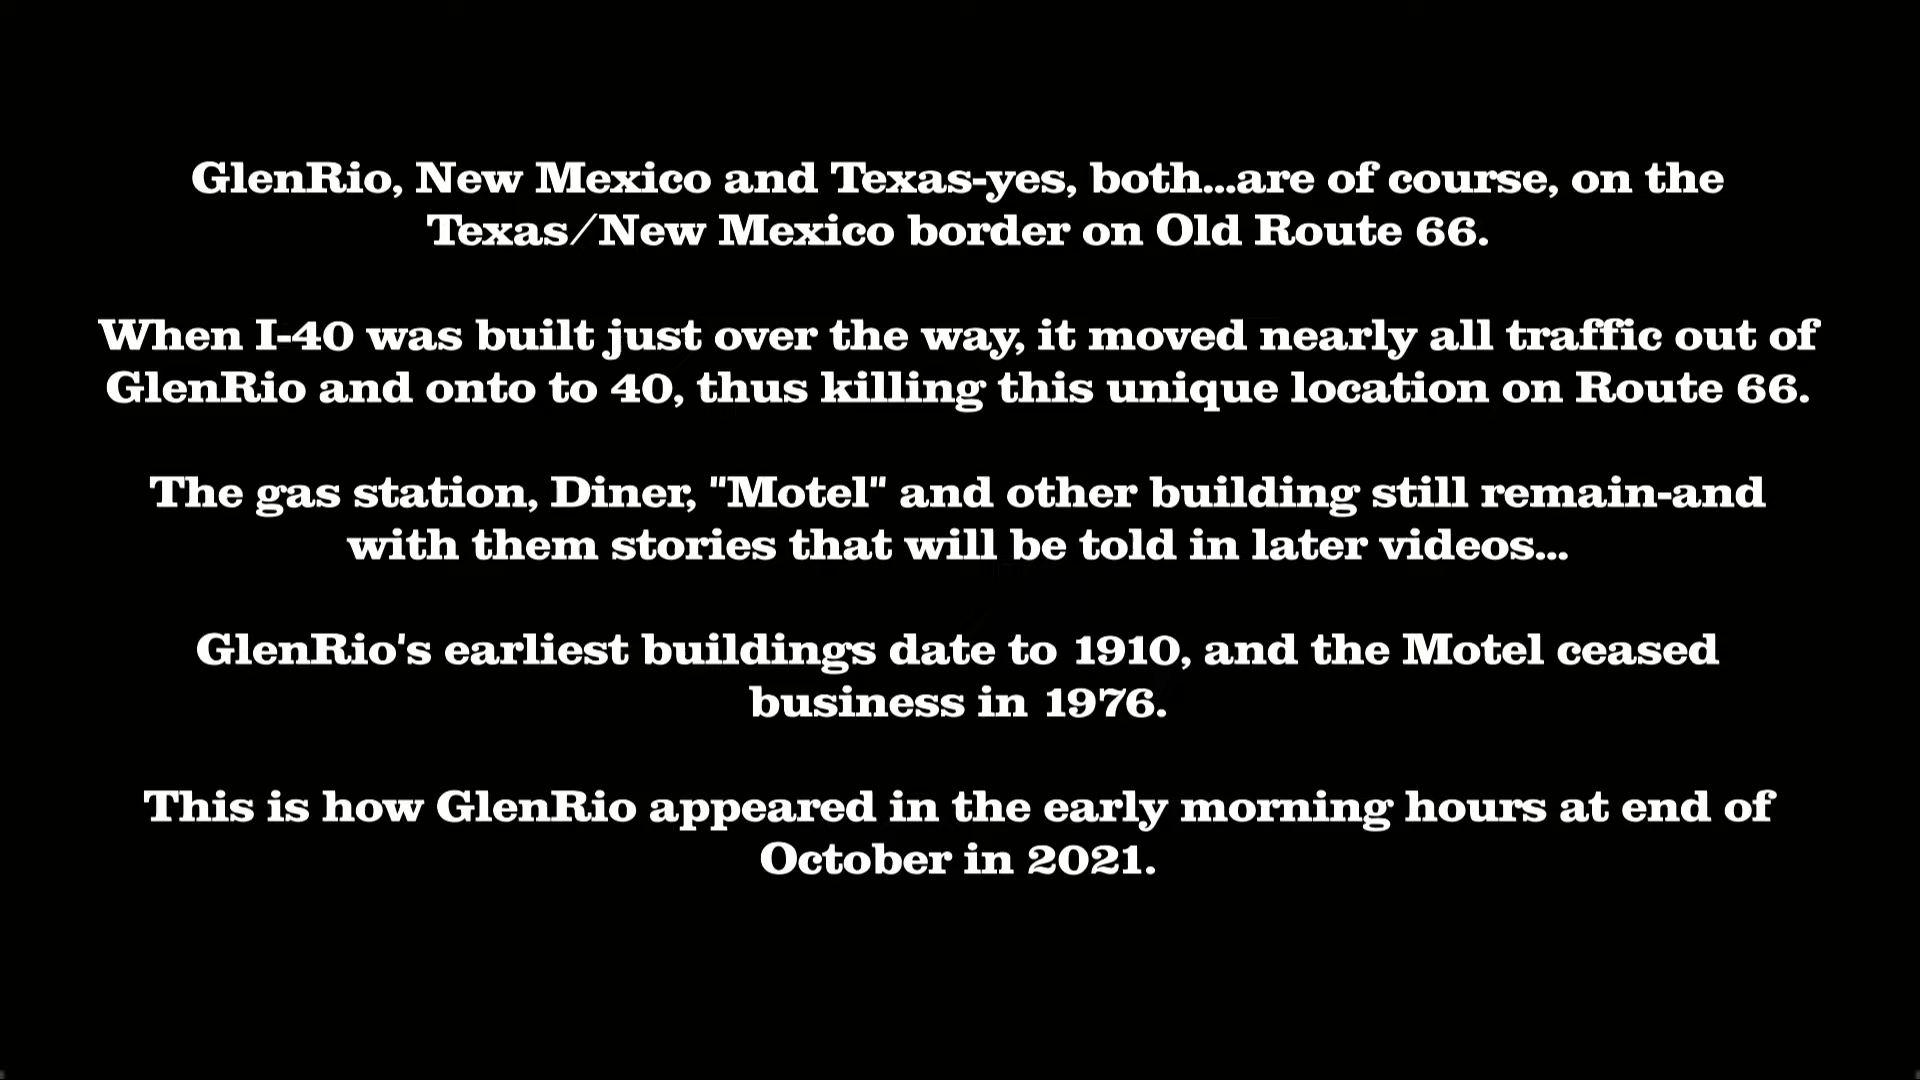 GlenRio, New Mexico and Texas-yes, both...are of course, on the
Texas/New Mexico border on Old Route 66.
When I-40 was built just over the way, it moved nearly all traffic out of
GlenRio and onto to 40, thus killing this unique location on Route 66.
The gas station, Diner, "Motel" and other building still remain-and
with them stories that will be told in later videos...
GlenRio's earliest buildings date to 1910, and the Motel ceased
business in 1976.
This is how GlenRio appeared in the early morning hours at end of
October in 2021.